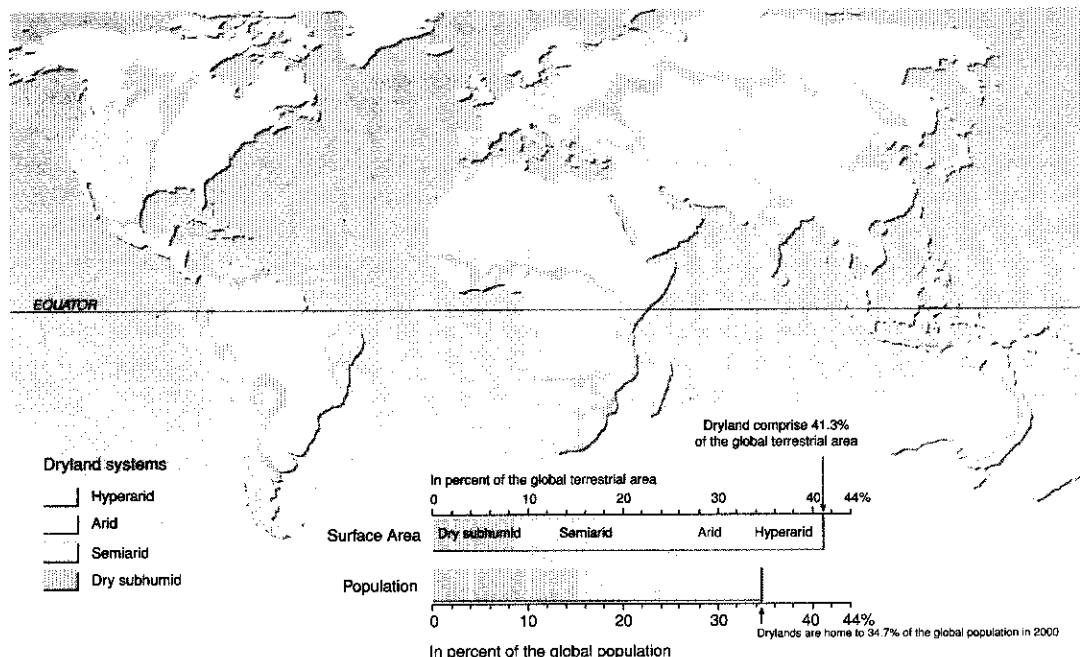 EQUATOR
Dryland comprise 41.3%
of the global terrestrial area
Dryland systems
Hyperarid
Arid
Semiarid
Dry subhumid
In percent of the global terrestrial area
0 10 20 30 40 44%
Surface Area
Dry subhumid Semiarid Arid Hyperarid
Population
0 10 20 30 40 44%
Drylands are home to 34.7% of the global population in 2000
In percent of the global population